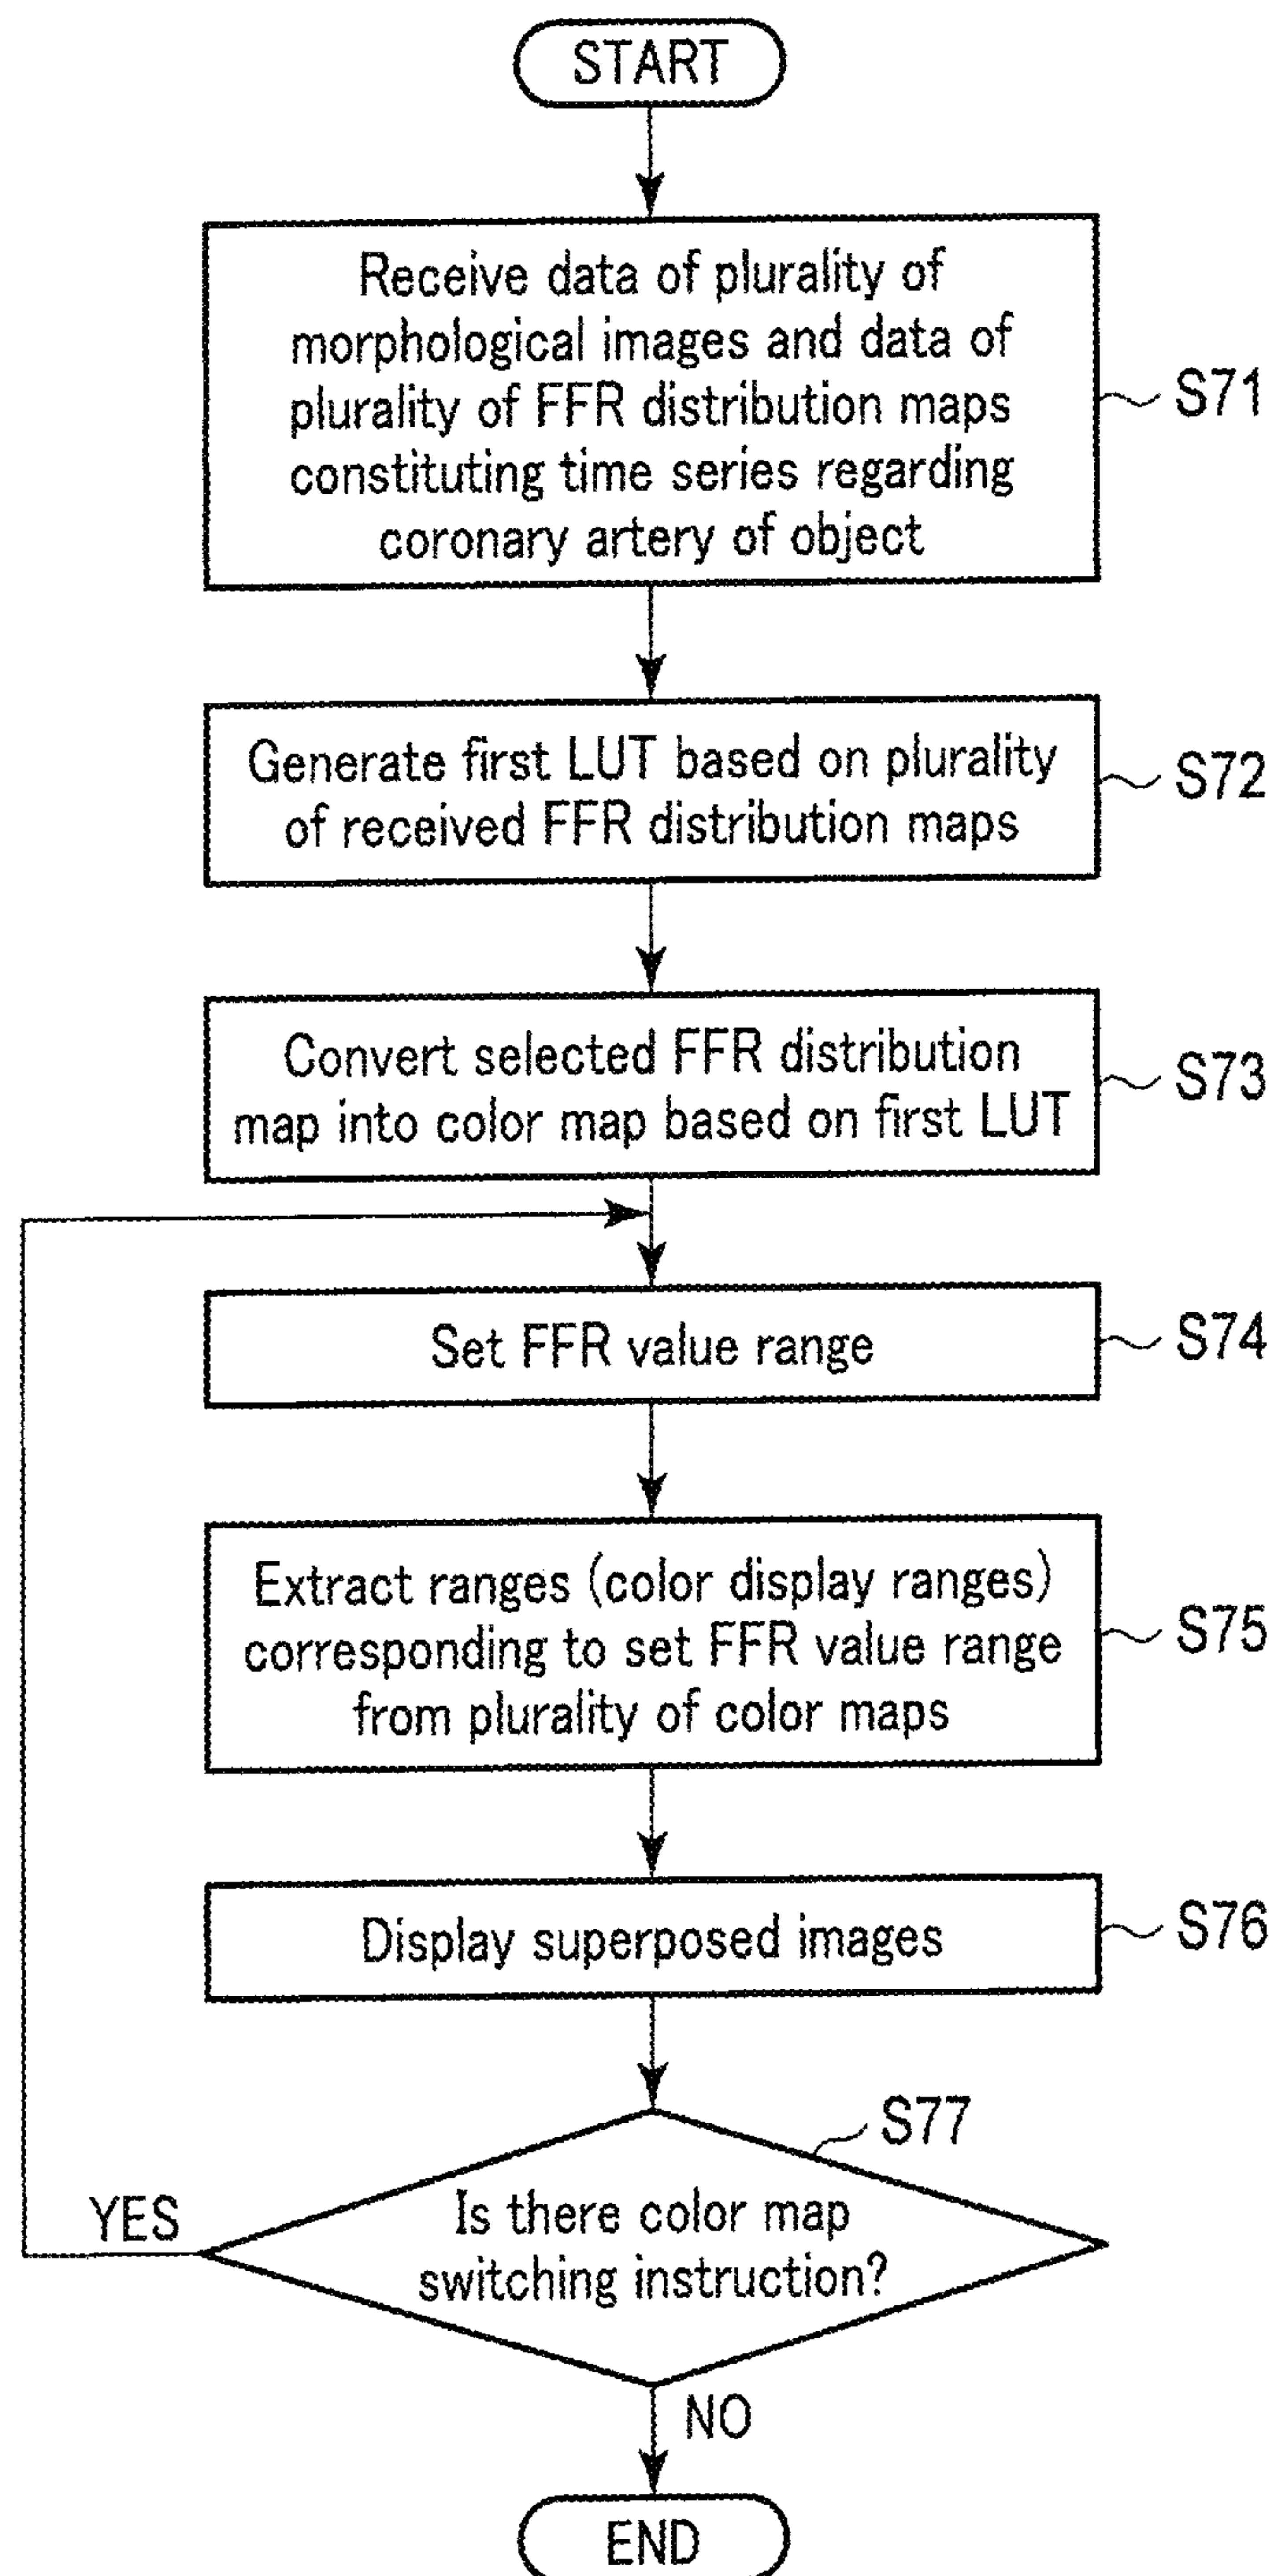 START
Receive data of plurality of
morphological images and data of
plurality of FFR distribution maps
constituting time series regarding
coronary artery of object
S71
Generate first LUT based on plurality
of received FFR distribution maps
S72
Convert selected FFR distribution
map into color map based on first LUT
S73
Set FFR value range
S74
Extract ranges (color display ranges)
corresponding to set FFR value range
from plurality of color maps
S75
Display superposed images
S76
S77
Is there color map
switching instruction?
YES
NO
END